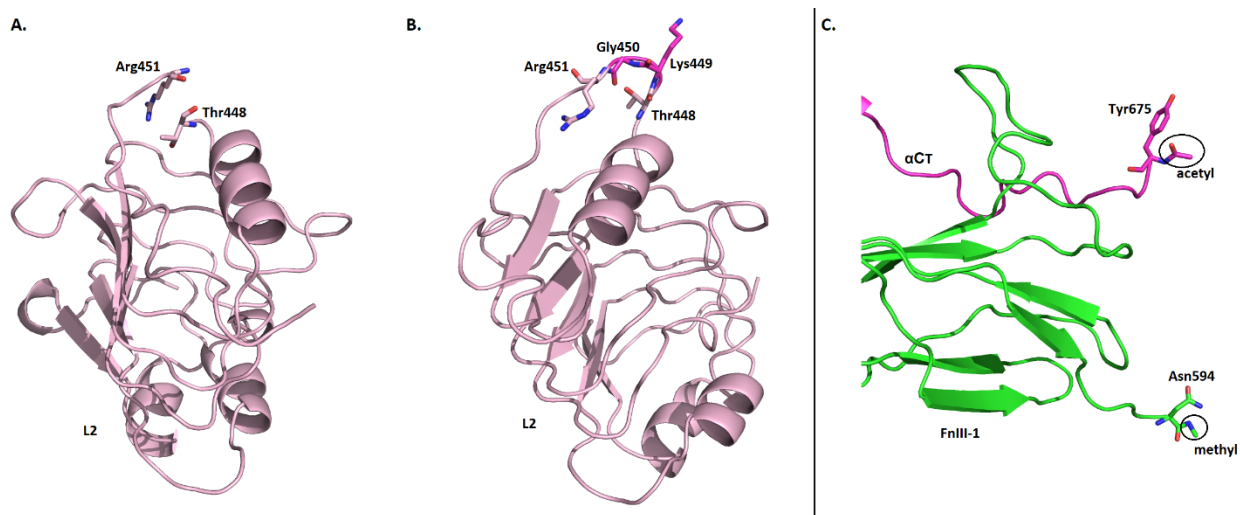 A.
Arg451
Thr448
L2
B.
Gly450
Arg451
Lys449
Thr448
L2
C.
Tyr675
αCT
acetyl
Asn594
FnIII-1
methyl